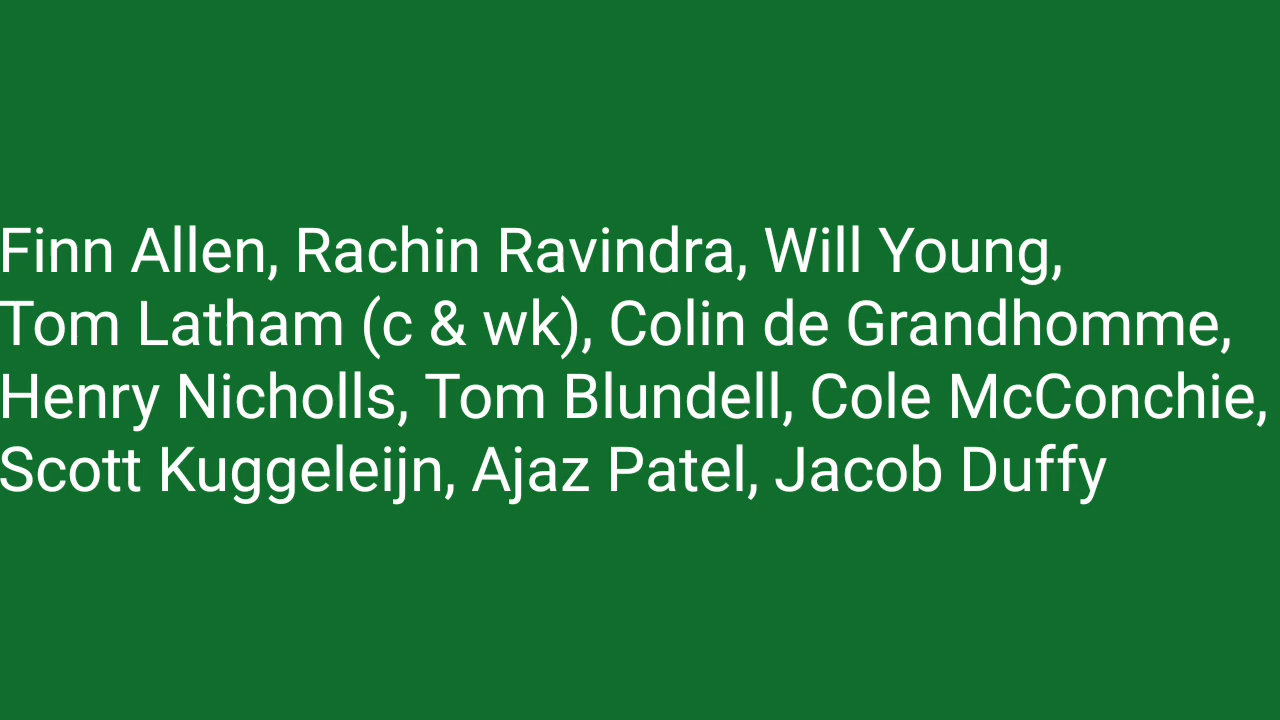 Finn Allen, Rachin Ravindra, Will Young,
Tom Latham (c & wk), Colin de Grandhomme,
Henry Nicholls, Tom Blundell, Cole McConchie,
Scott Kuggeleijn, Ajaz Patel, Jacob Duffy